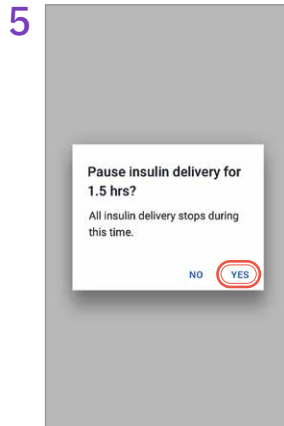 5
Pause insulin delivery for
1.5 hrs?
All insulin delivery stops during
this time.
NO YES